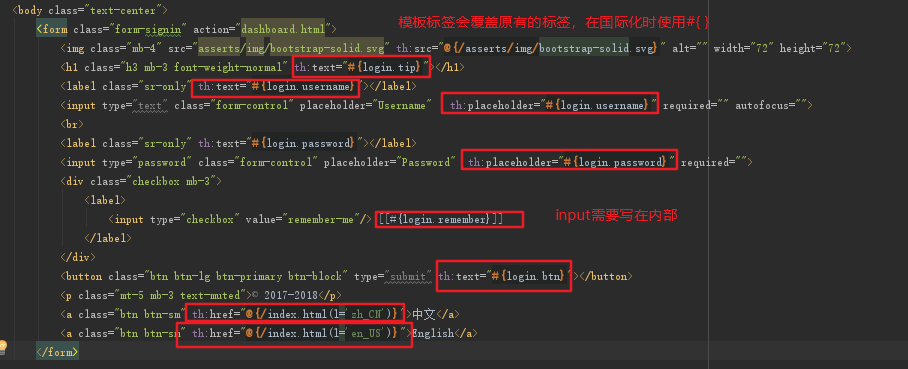 <body class="text-center">
模板标签会覆盖原有的标签，在国际化时使用#{}
<form class="form-signin" action="dashboard.html">
<img class="mb-4" src="asserts/img/bootstrap-solid.svg" th:src="@{/asserts/img/bootstrap-solid.svg}" alt="" width="72" height="72">
<h1 class="h3 mb-3 font-weight-normal" th:text="#{login.tip}"></h1>
<label class="sr-only" th:text="#{login.username}"></label>
<input type="text" class="form-control" placeholder="Username" th:placeholder="#{login.username}" required="" autofocus="">
<br>
<label class="sr-only" th:text="#{login.password}"></label>
<input type="password" class="form-control" placeholder="Password" th:placeholder="#{login.password}" required="">
<div class="checkbox mb-3">
<label>
<input type="checkbox" value="remember-me"/> [[#{login.remember}]]
input需要写在内部
</label>
</div>
<button class="btn btn-lg btn-primary btn-block" type="submit" th:text="#{login.btn}"></button>
<p class="mt-5 mb-3 text-muted">© 2017-2018</p>
<a class="btn btn-sm" th:href="@{/index.html(l='zh_CN')}">中文</a>
<a class="btn btn-sm" th:href="@{/index.html(l='en_US')}">English</a>
</form>